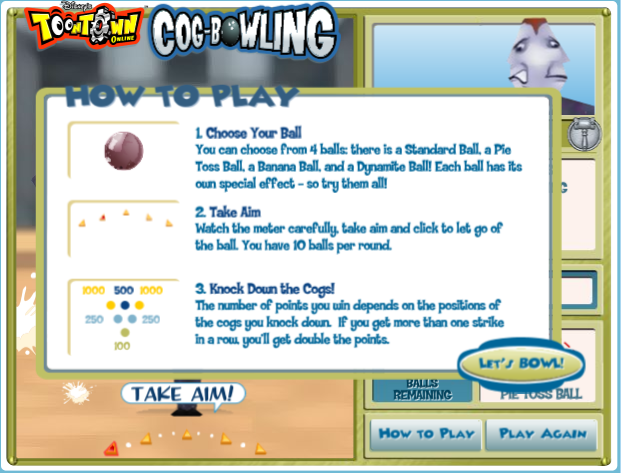 Disney's
TOONTOWN
ONLINE
COG-BOWLING
HOW TO PLAY
1. Choose Your Ball
You can choose from 4 balls: there is a Standard Ball, a Pie
Toss Ball, a Banana Ball, and a Dynamite Ball! Each ball has its
own special effect - so try them all!
2. Take Aim
Watch the meter carefully, take aim and click to let go of
the ball. You have 10 balls per round.
1000 500 1000
250 250
100
3. Knock Down the Cogs!
The number of points you win depends on the positions of
the cogs you knock down. If you get more than one strike
in a row, you'll get double the points.
LET'S BOWL!
TAKE AIM!
BALLS
REMAINING
PIE TOSS BALL
HOW TO PLAY
PLAY AGAIN